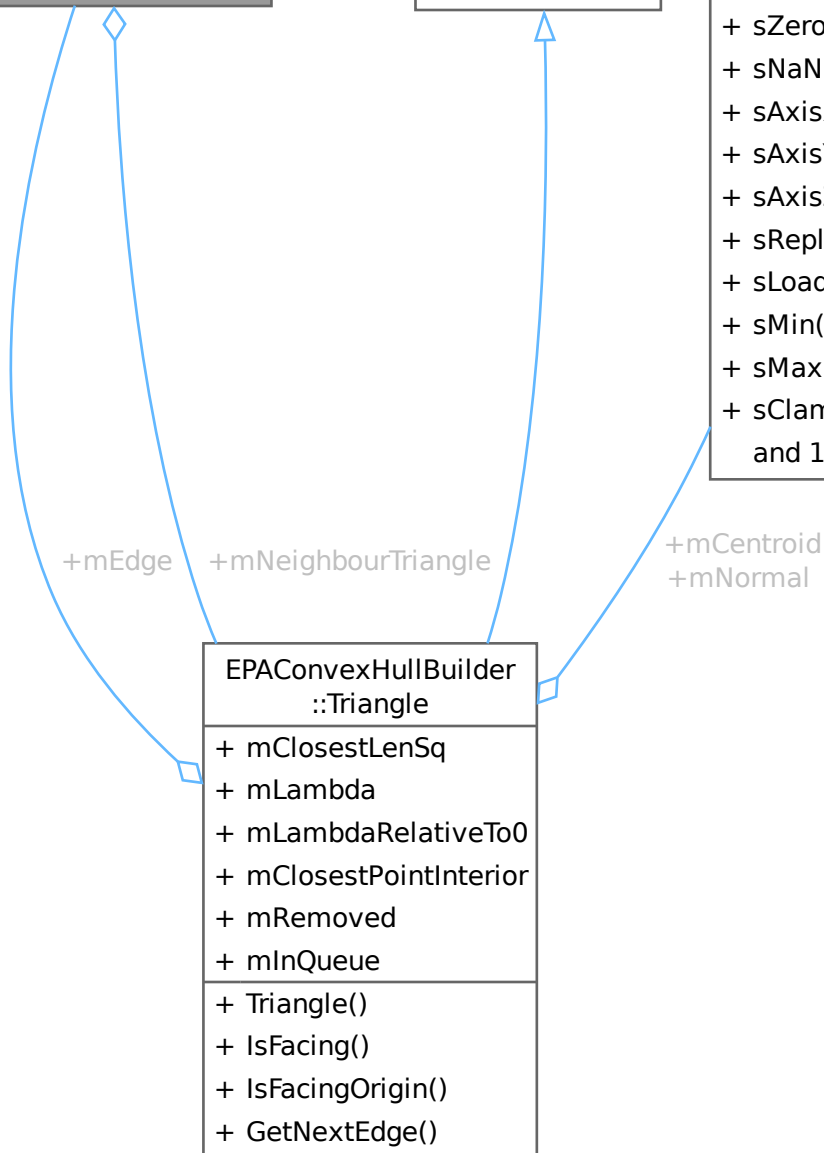 + sZero
+ sNaN
+ sAxis
+ sAxis
+ sAxis
+ sRepl
+ sLoad
+ sMin(
+ sMax
+ sClam
and 1
+mEdge
+mNeighbourTriangle
+mCentroid
+mNormal
EPAConvexHullBuilder
::Triangle
+ mClosestLenSq
+ mLambda
+ mLambdaRelativeTo0
+ mClosestPointInterior
+ mRemoved
+ mInQueue
+ Triangle()
+ IsFacing()
+ IsFacingOrigin()
+ GetNextEdge()